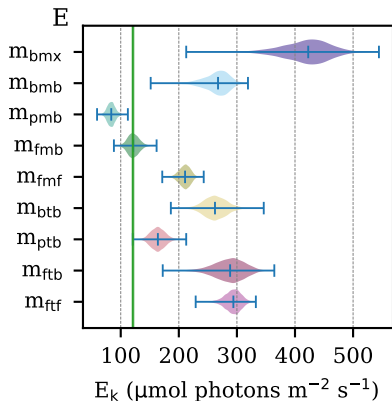 E
m_bmx
m_bmb
m_pmb
m_fmb
m_fmf
m_btb
m_ptb
m_ftb
m_ftf
100 200 300 400 500
E_k (μmol photons m⁻² s⁻¹)